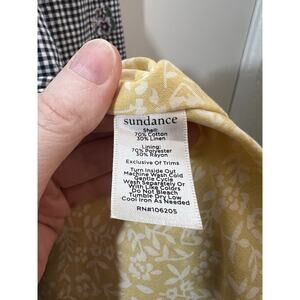 sundance
Shell:
70% Cotton
30% Linen
Lining:
70% Polyester
30% Rayon
Exclusive Of Trims
Turn Inside Out
Machine Wash Cold
Gentle Cycle
Wash Separately Or
With Like Colors
Do Not Bleach
Tumble Dry Low
Cool Iron As Needed
RN#106205